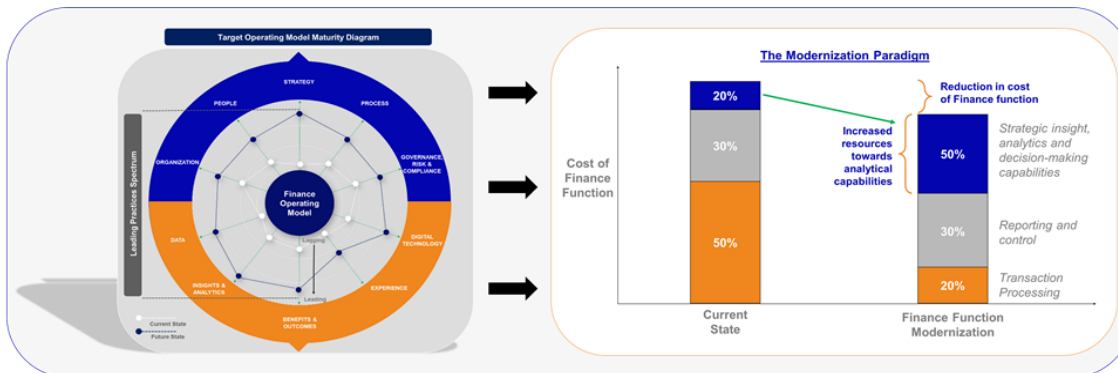 Target Operating Model Maturity Diagram
STRATEGY
PEOPLE
PROCESS
ORGANIZATION
GOVERNANCE,
RISK &
COMPLIANCE
Leading Practices Spectrum
Finance
Operating
Model
DATA
DIGITAL
TECHNOLOGY
Lagging
Leading
INSIGHTS &
ANALYTICS
EXPERIENCE
BENEFITS &
OUTCOMES
Current State
Future State
The Modernization Paradigm
Cost of
Finance
Function
20%
30%
50%
Current
State
Reduction in cost
of Finance function
Increased
resources
towards
analytical
capabilities
50%
30%
20%
Strategic insight,
analytics and
decision-making
capabilities
Reporting and
control
Transaction
Processing
Finance Function
Modernization